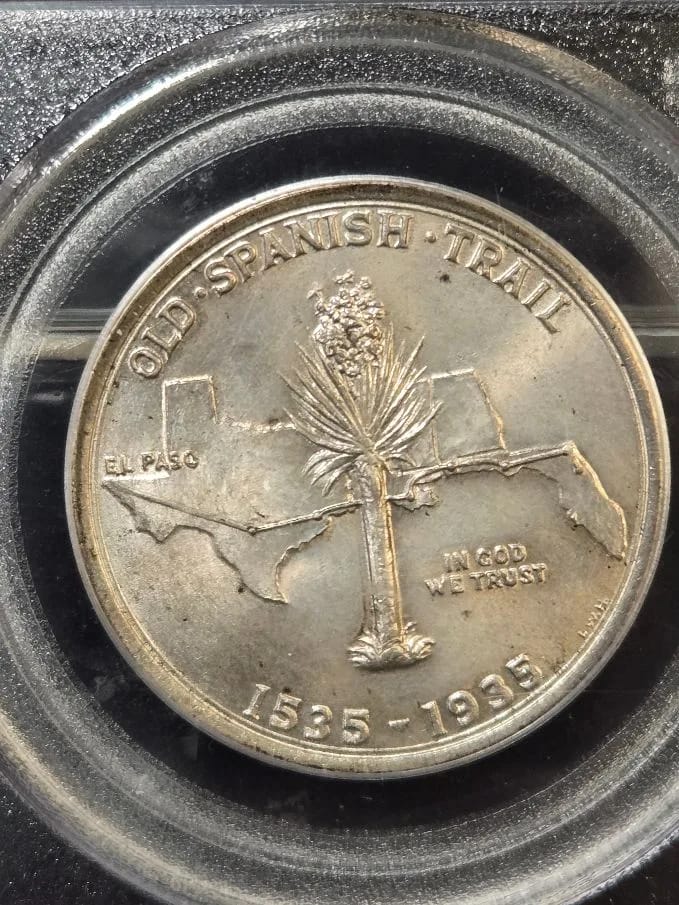 OLD·SPANISH·TRAIL
EL PASO
IN GOD
WE TRUST
L.W.H.
1535-1935